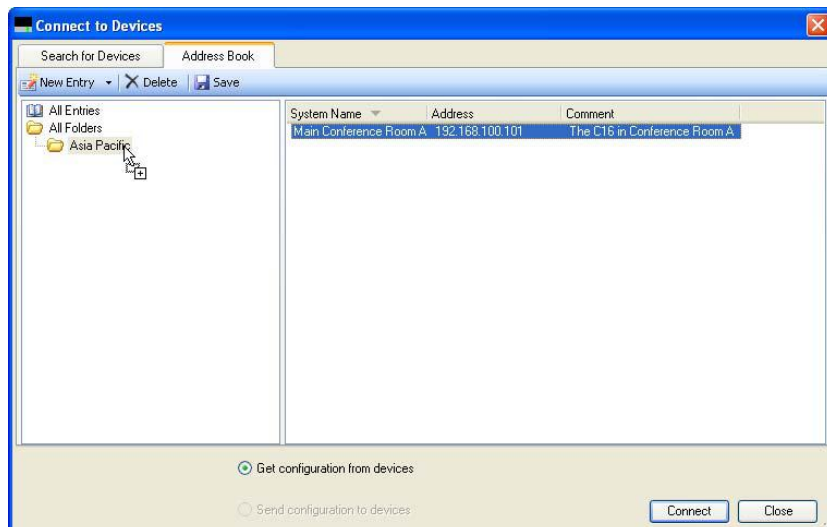 Connect to Devices
Search for Devices Address Book
New Entry Delete Save
All Entries
All Folders
Asia Pacific
System Name Address Comment
Main Conference Room A 192.168.100.101 The C16 in Conference Room A
Get configuration from devices
Send configuration to devices
Connect Close